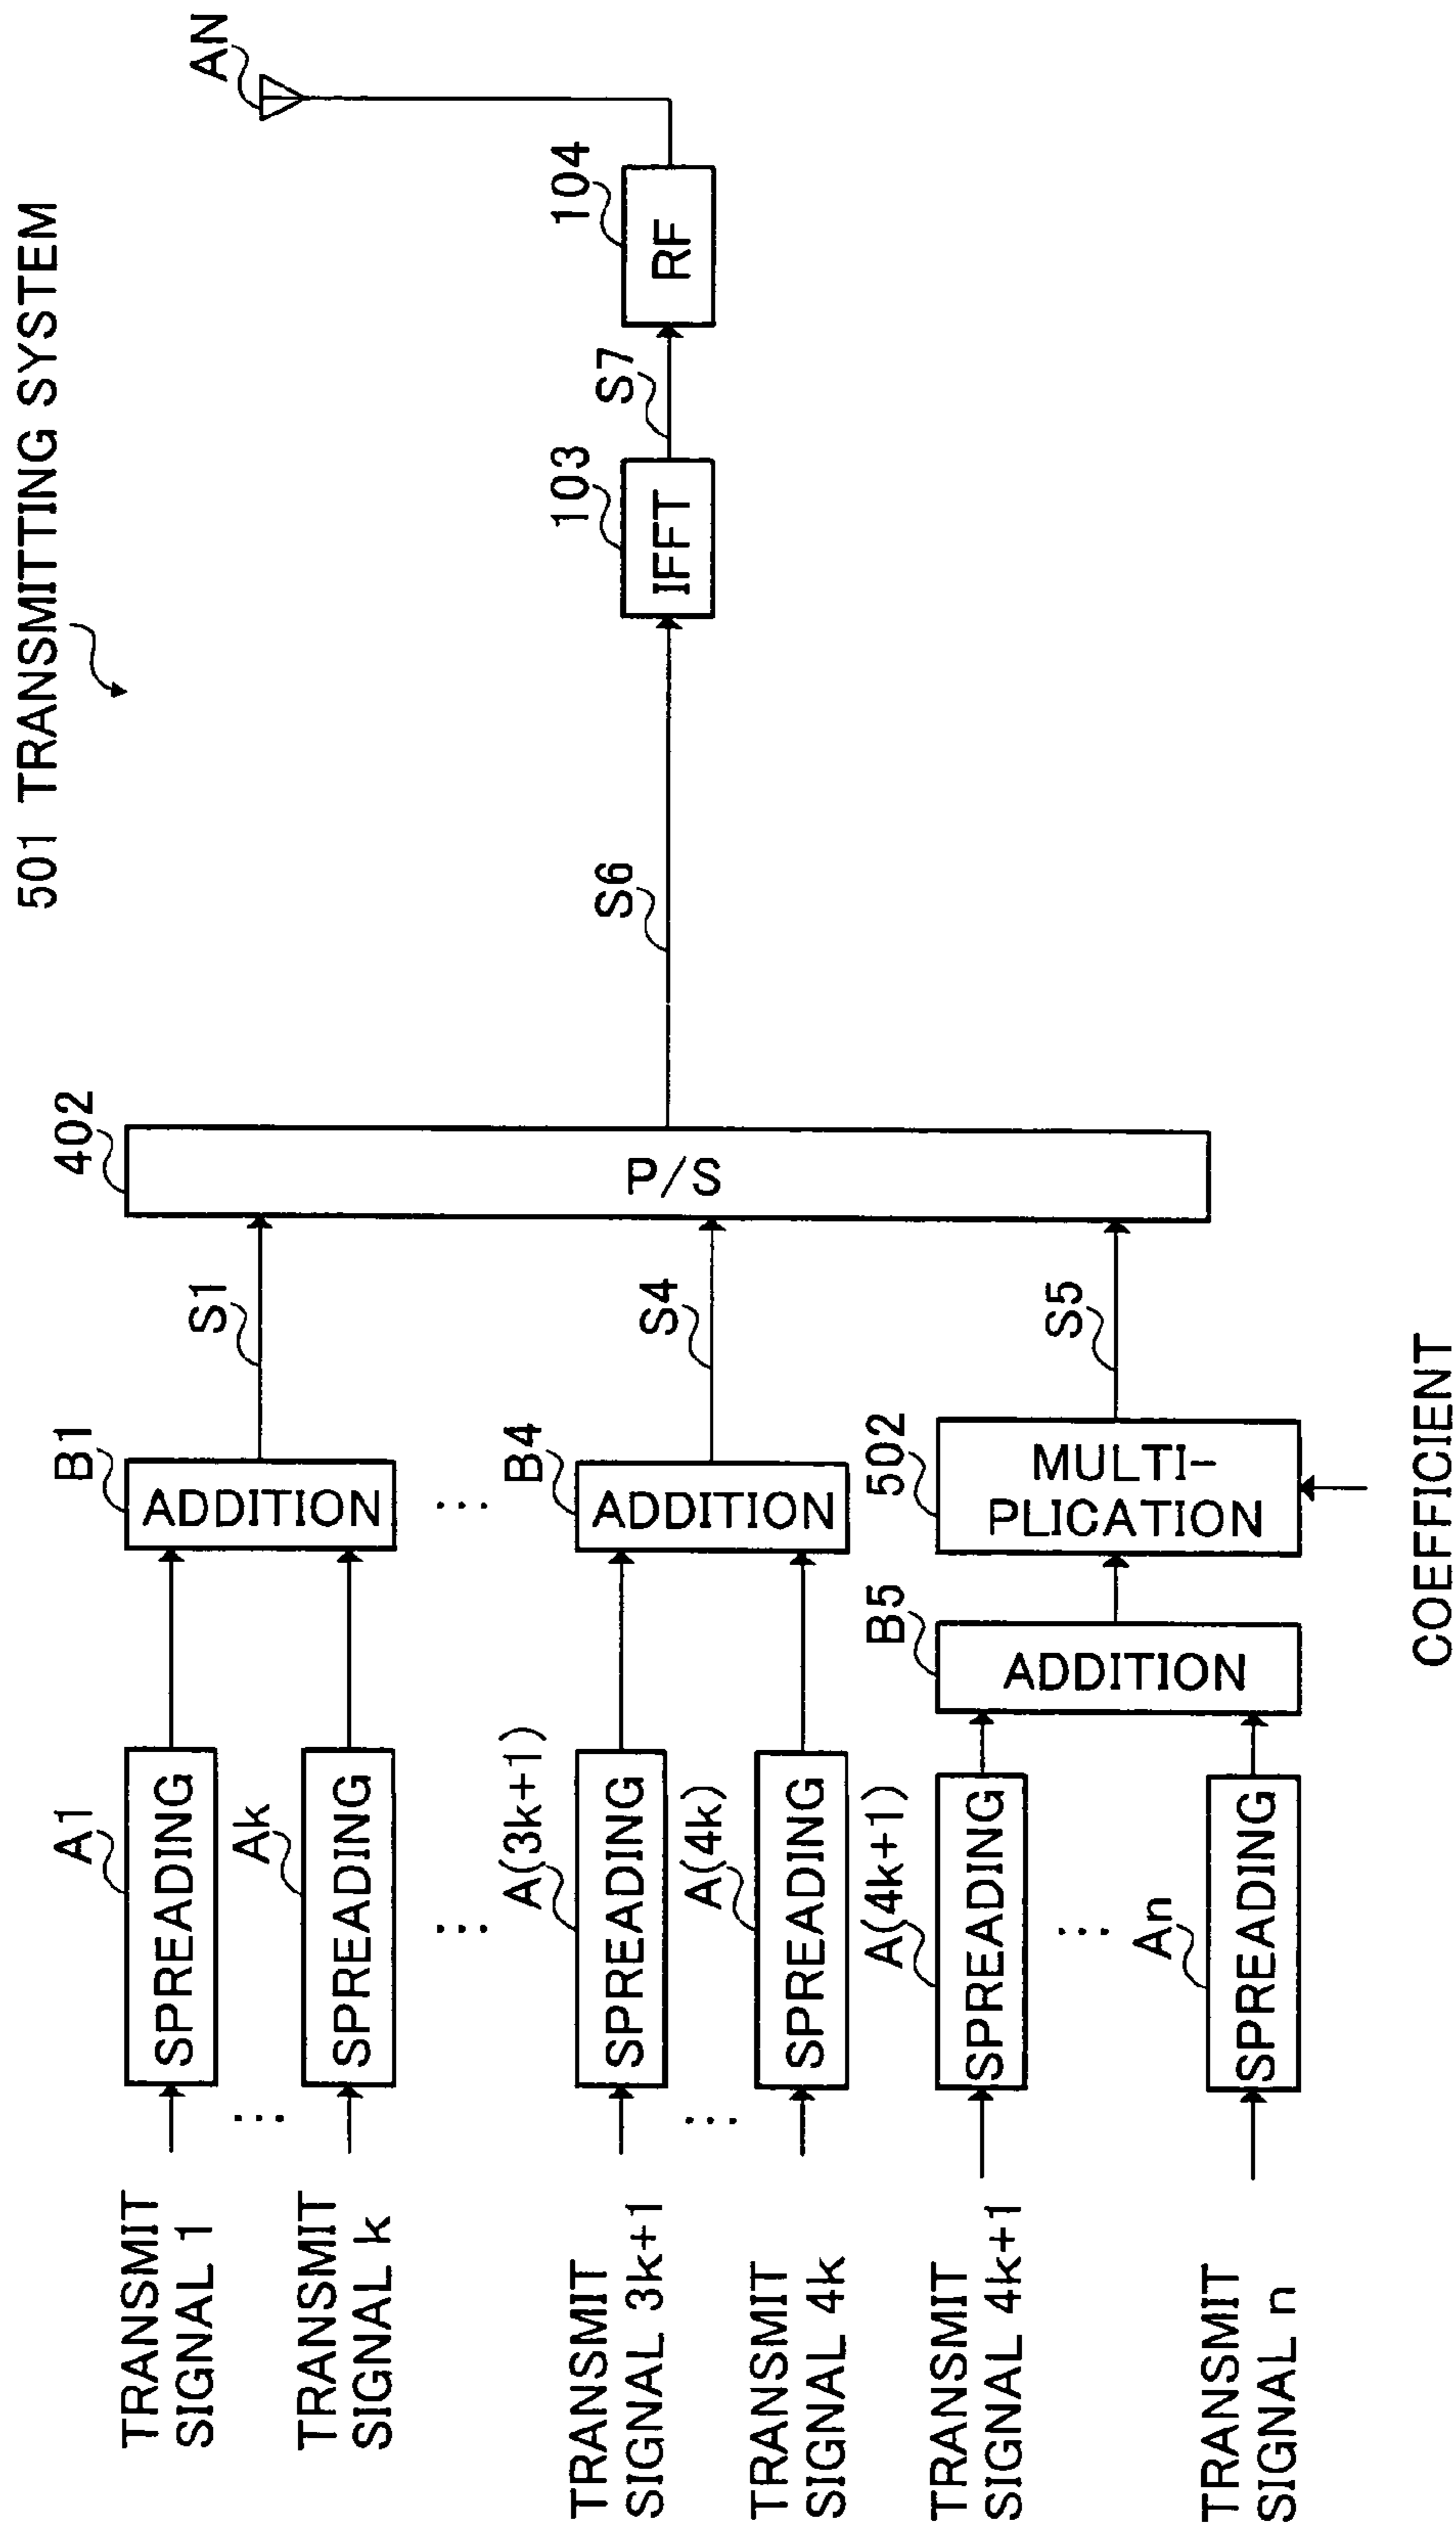 501 TRANSMITTING SYSTEM
AN
104
RF
S7
103
IFFT
S6
402
P/S
S1
S4
S5
B1
ADDITION
...
B4
ADDITION
502
MULTI-
PLICATION
COEFFICIENT
B5
ADDITION
A1
SPREADING
Ak
SPREADING
...
A(3k+1)
SPREADING
A(4k)
SPREADING
A(4k+1)
SPREADING
...
An
SPREADING
...
...
TRANSMIT
SIGNAL 1
TRANSMIT
SIGNAL k
TRANSMIT
SIGNAL 3k+1
TRANSMIT
SIGNAL 4k
TRANSMIT
SIGNAL 4k+1
TRANSMIT
SIGNAL n